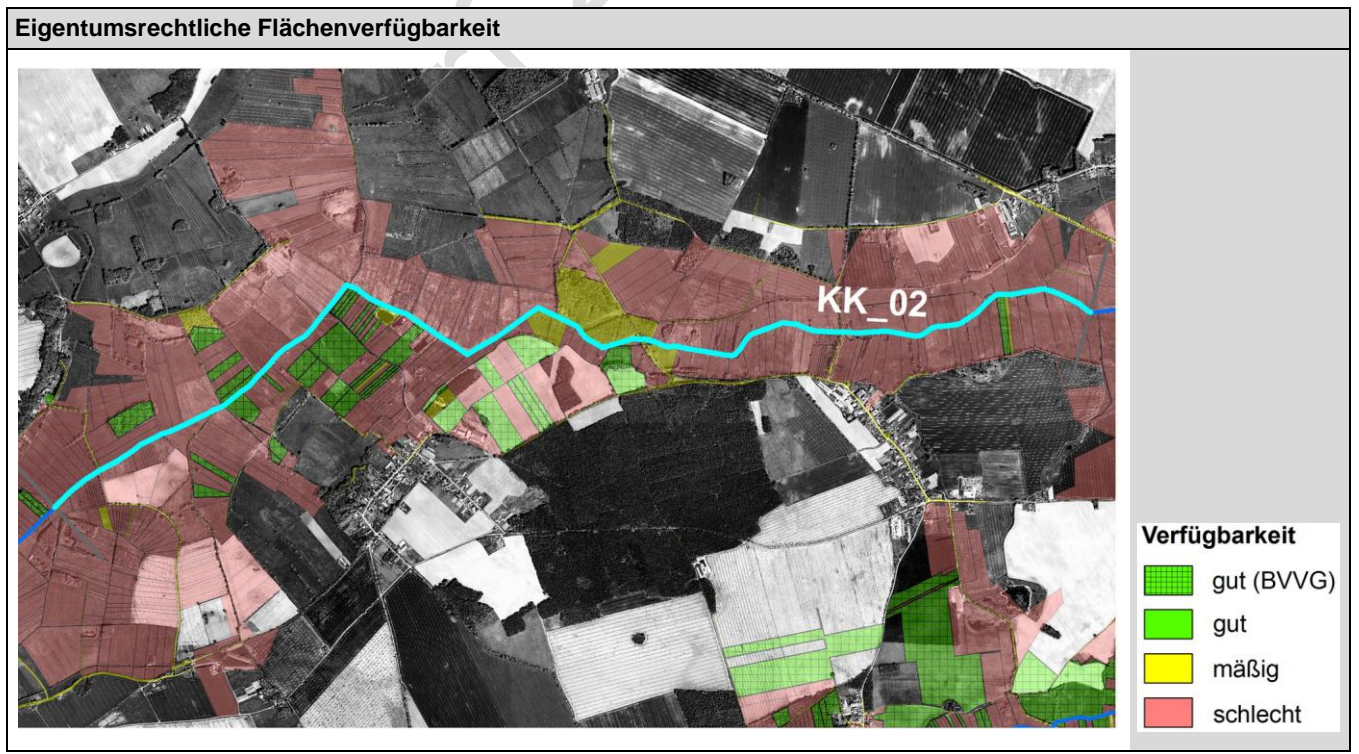 Eigentumsrechtliche Flächenverfügbarkeit
KK_02
Verfügbarkeit
gut (BVVG)
gut
mäßig
schlecht